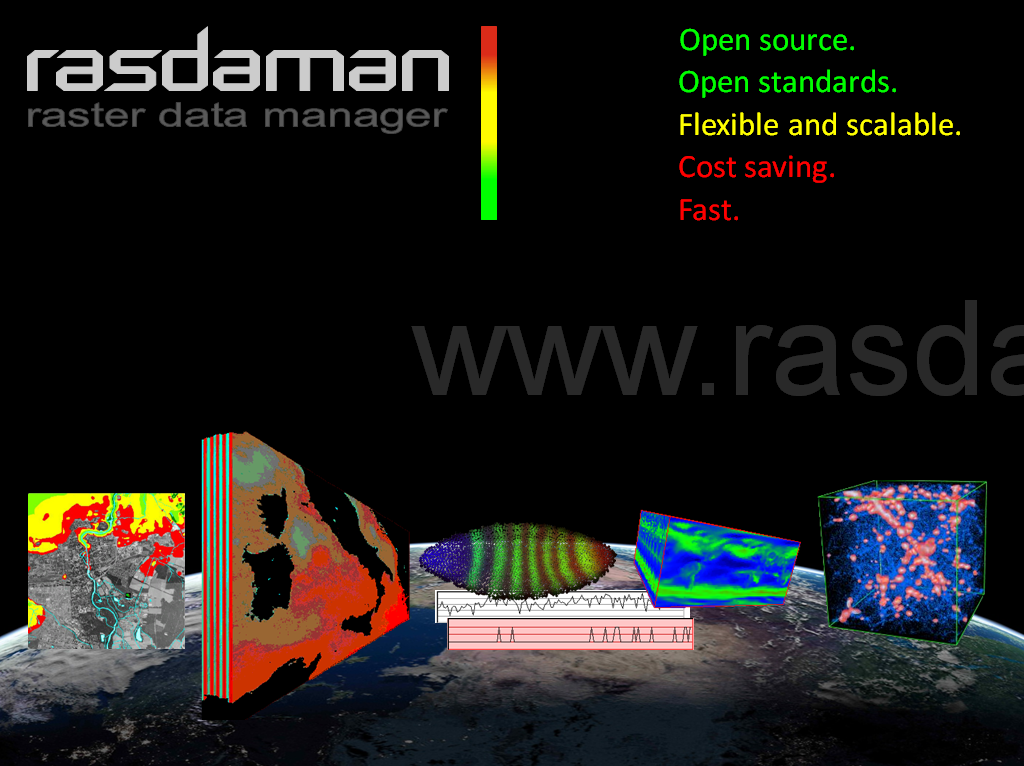 rasdaman
raster data manager
Open source.
Open standards.
Flexible and scalable.
Cost saving.
Fast.
www.rasda